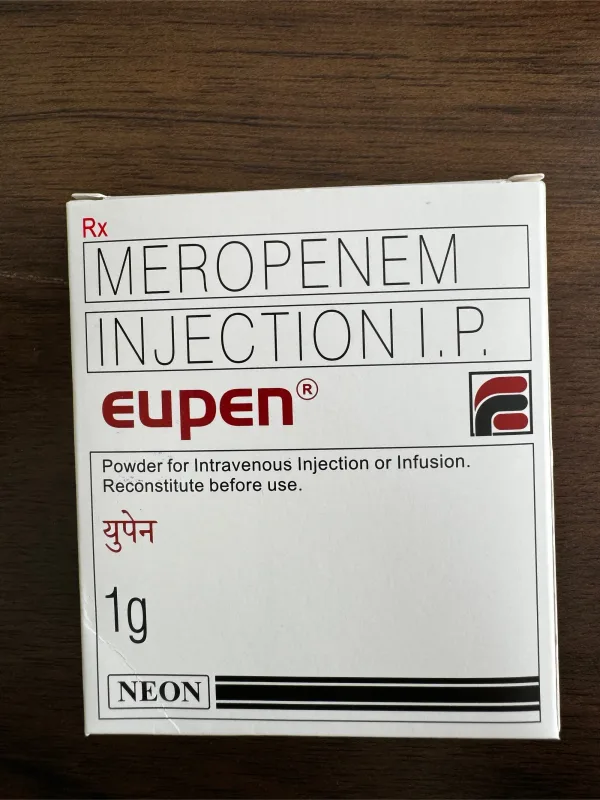 Rx
MEROPENEM
INJECTION I.P.
EUPEN®
Powder for Intravenous Injection or Infusion.
Reconstitute before use.
युपेन
1g
NEON